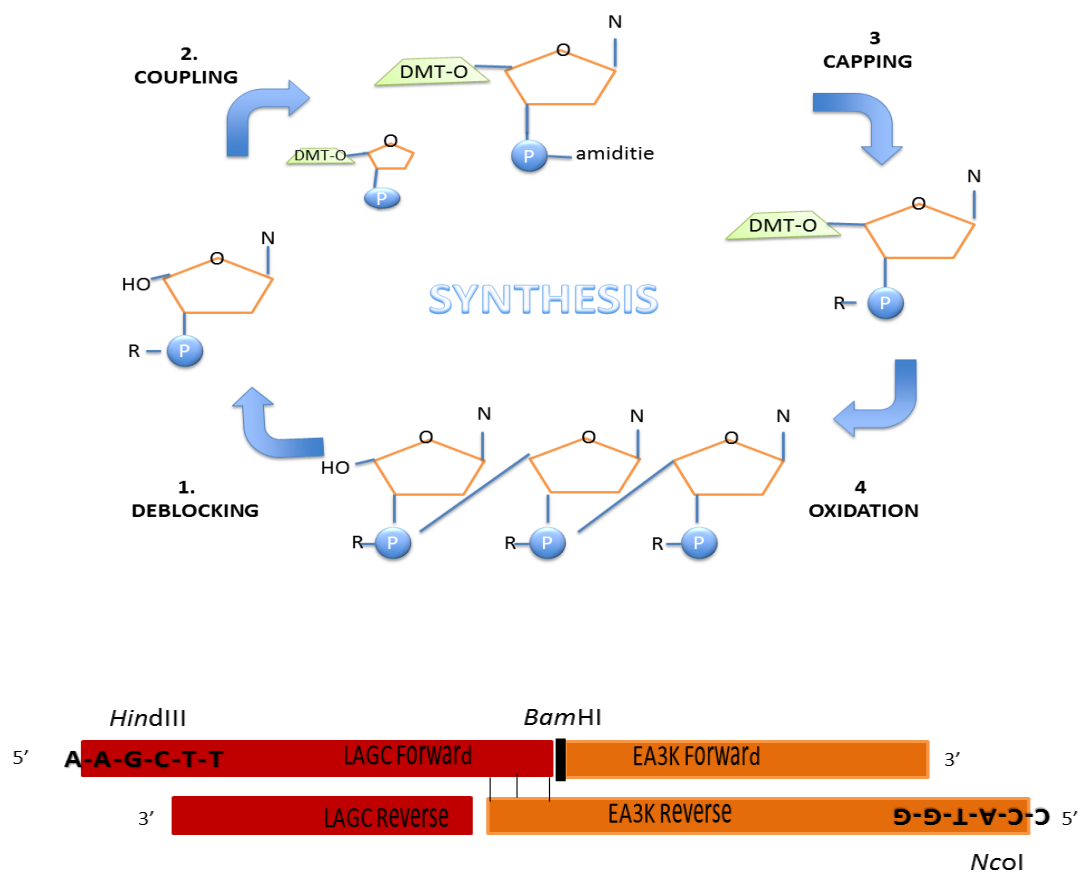 2.
COUPLING
3
CAPPING
N
O
DMT-O
P
amiditie
DMT-O
O
P
N
O
DMT-O
R
P
N
O
HO
R
P
SYNTHESIS
N
O
HO
R
P
N
O
R
P
N
O
R
P
1.
DEBLOCKING
4
OXIDATION
HindIII
BamHI
5’
A-A-G-C-T-T
LAGC Forward
EA3K Forward
3’
3’
LAGC Reverse
EA3K Reverse
C-C-A-T-G-G
5’
NcoI